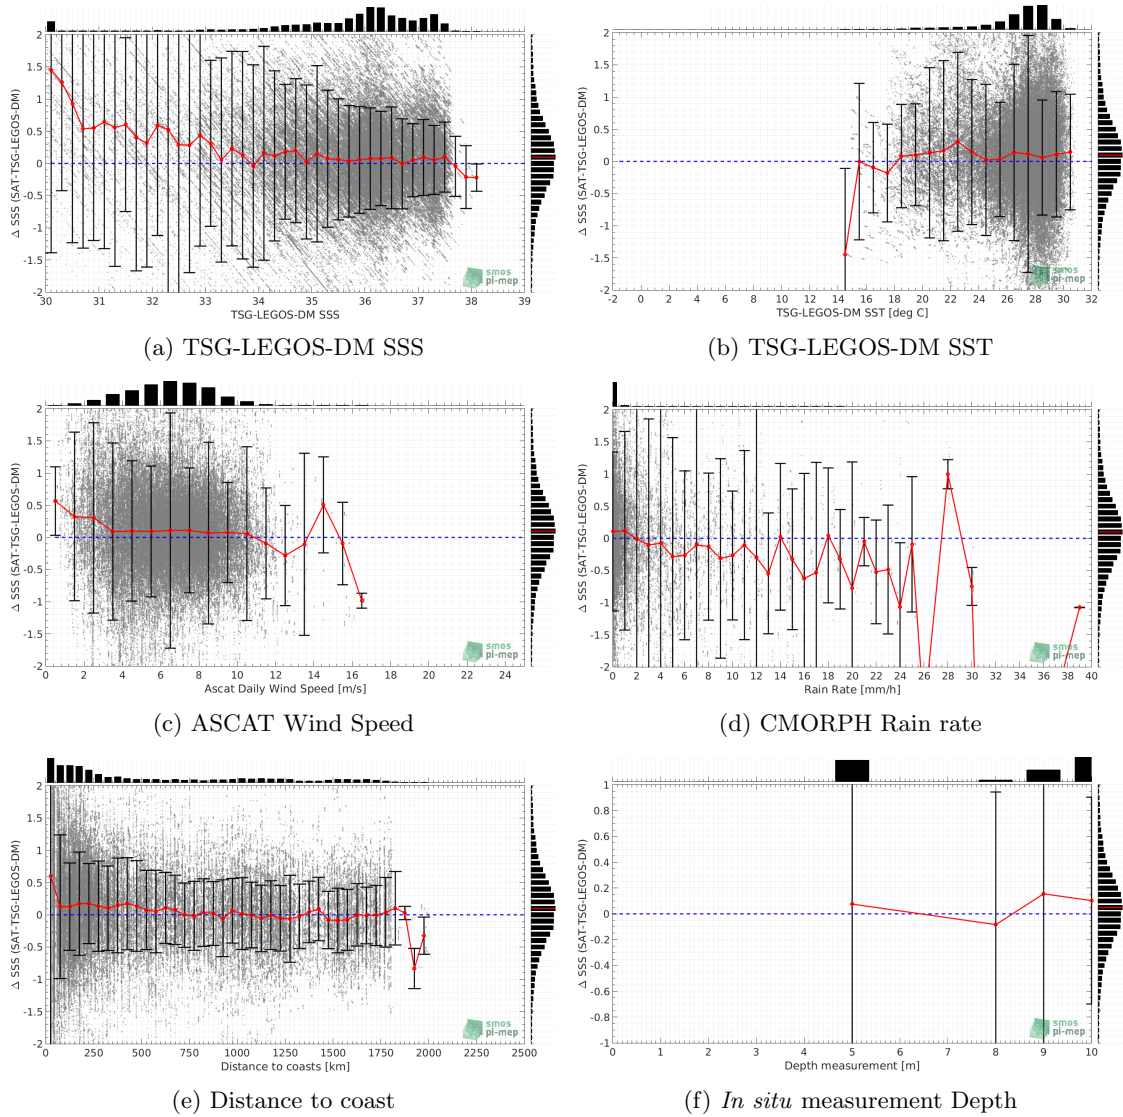 2
1.5
1
0.5
0
-0.5
-1
-1.5
-2
Δ SSS (SAT-TSG-LEGOS-DM)
30 31 32 33 34 35 36 37 38 39
TSG-LEGOS-DM SSS
smos
pi-mep
(a) TSG-LEGOS-DM SSS
2
1.5
1
0.5
0
-0.5
-1
-1.5
-2
Δ SSS (SAT-TSG-LEGOS-DM)
-2 0 2 4 6 8 10 12 14 16 18 20 22 24 26 28 30 32
TSG-LEGOS-DM SST [deg C]
smos
pi-mep
(b) TSG-LEGOS-DM SST
2
1.5
1
0.5
0
-0.5
-1
-1.5
-2
Δ SSS (SAT-TSG-LEGOS-DM)
0 2 4 6 8 10 12 14 16 18 20 22 24
Ascat Daily Wind Speed [m/s]
smos
pi-mep
(c) ASCAT Wind Speed
2
1.5
1
0.5
0
-0.5
-1
-1.5
-2
Δ SSS (SAT-TSG-LEGOS-DM)
0 2 4 6 8 10 12 14 16 18 20 22 24 26 28 30 32 34 36 38 40
Rain Rate [mm/h]
smos
pi-mep
(d) CMORPH Rain rate
2
1.5
1
0.5
0
-0.5
-1
-1.5
-2
Δ SSS (SAT-TSG-LEGOS-DM)
0 250 500 750 1000 1250 1500 1750 2000 2250 2500
Distance to coasts [km]
smos
pi-mep
(e) Distance to coast
1
0.8
0.6
0.4
0.2
0
-0.2
-0.4
-0.6
-0.8
-1
Δ SSS (SAT-TSG-LEGOS-DM)
0 1 2 3 4 5 6 7 8 9 10
Depth measurement [m]
smos
pi-mep
(f) In situ measurement Depth